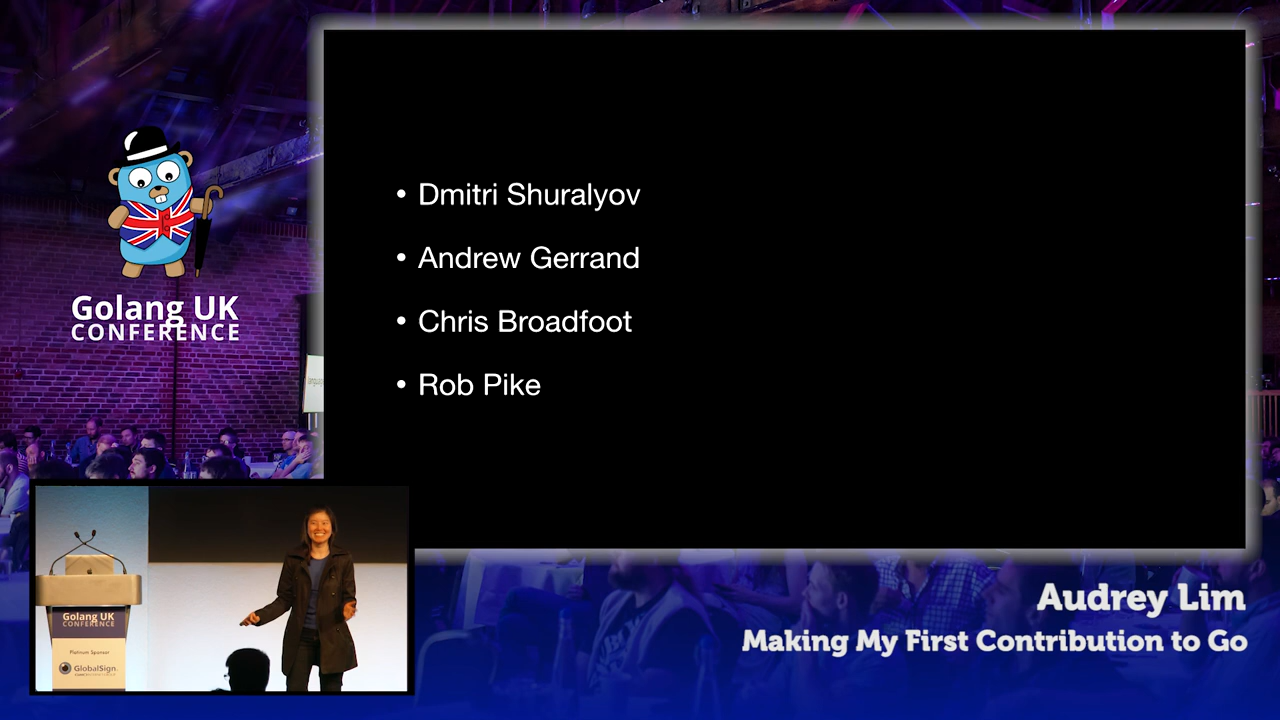 Golang UK
CONFERENCE
• Dmitri Shuralyov
• Andrew Gerrand
• Chris Broadfoot
• Rob Pike
Golang UK
CONFERENCE
Platinum Sponsor
GlobalSign
Audrey Lim
Making My First Contribution to Go